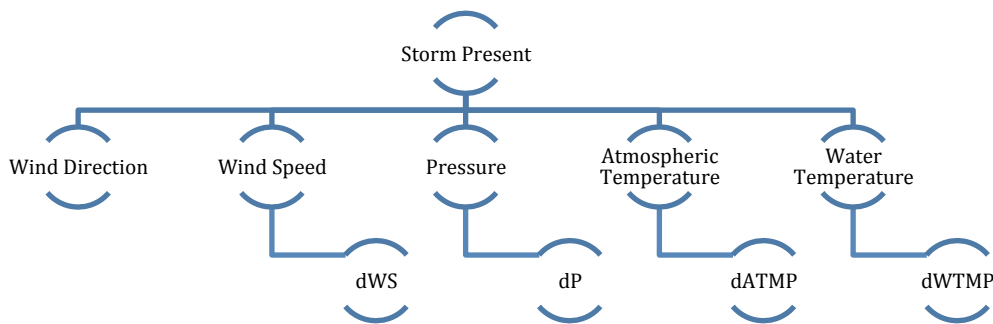 Storm Present
Wind Direction
Wind Speed
Pressure
Atmospheric
Temperature
Water
Temperature
dWS
dP
dATMP
dWTMP